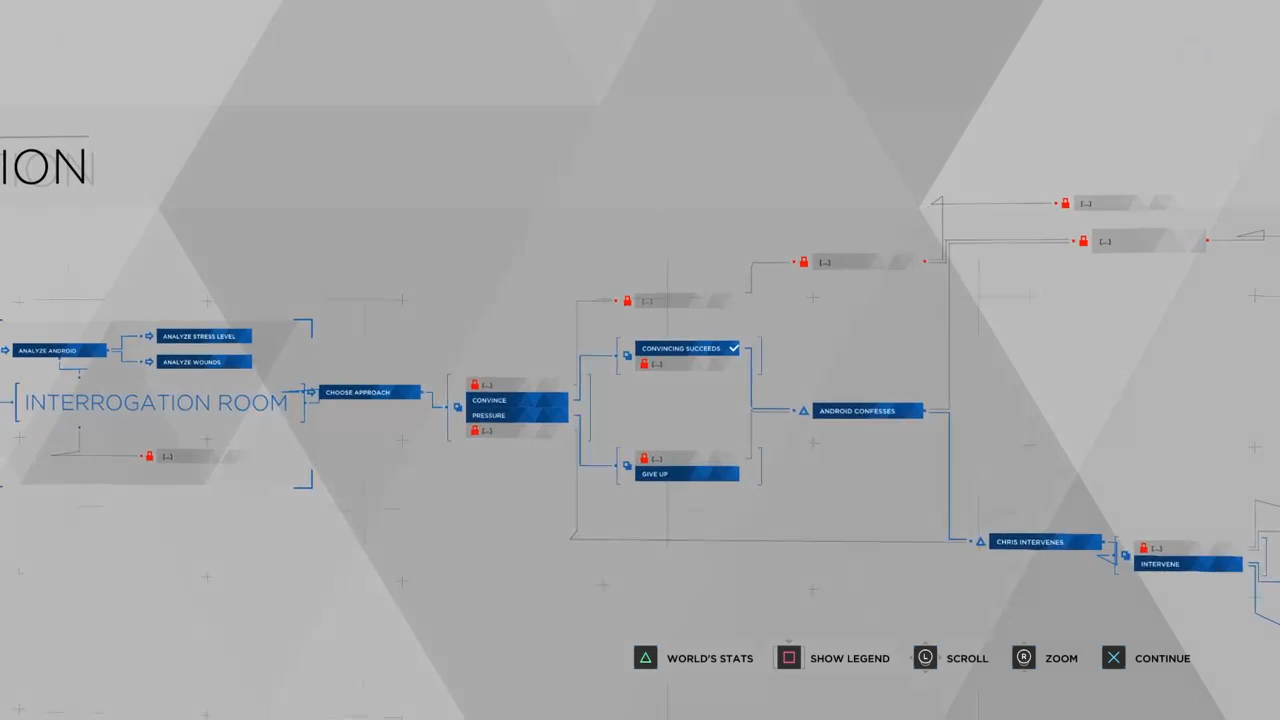 ION
[...]
[...]
[...]
[...]
ANALYZE STRESS LEVEL
ANALYZE ANDROID
CONVINCING SUCCEEDS
ANALYZE WOUNDS
[...]
[...]
CHOOSE APPROACH
CONVINCE
INTERROGATION ROOM
PRESSURE
ANDROID CONFESSES
[...]
[...]
[...]
GIVE UP
CHRIS INTERVENES
[...]
INTERVENE
WORLD'S STATS
SHOW LEGEND
L
SCROLL
R
ZOOM
CONTINUE